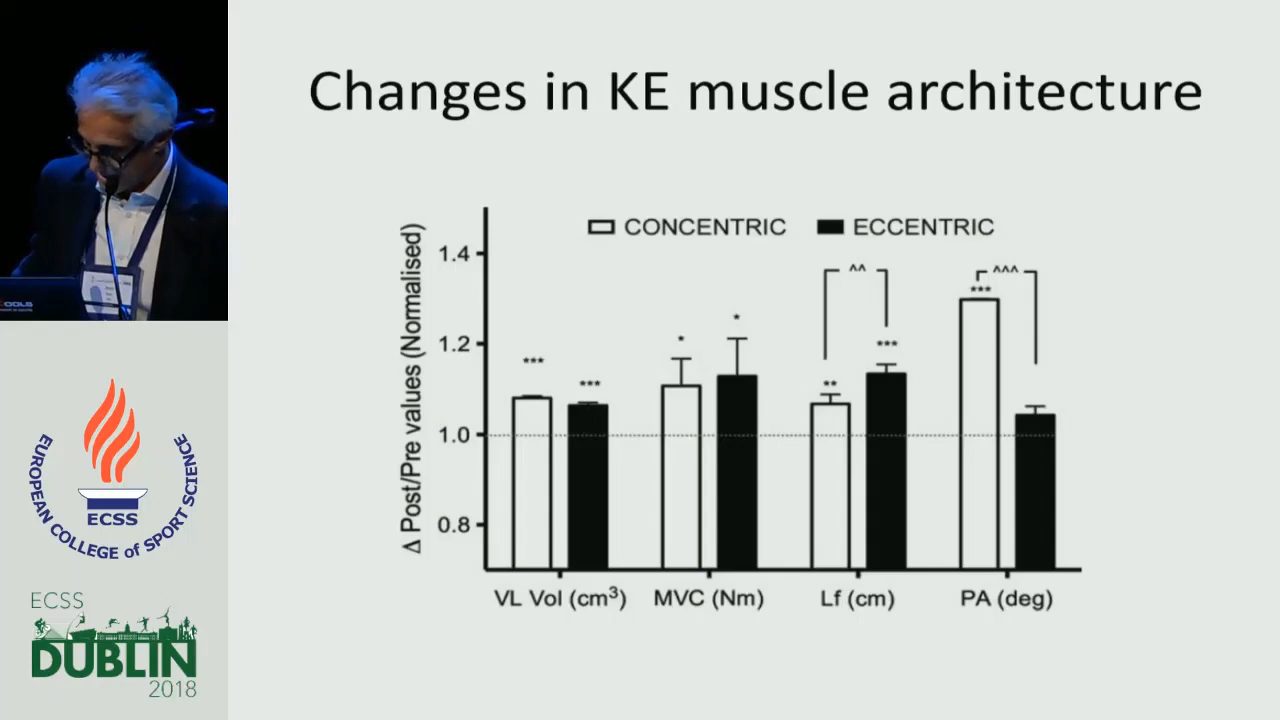 Changes in KE muscle architecture
CONCENTRIC ECCENTRIC
Δ Post/Pre values (Normalised)
1.4
1.2
1.0
0.8
*** *** * * ** *** *** ^^ ^^^
VL Vol (cm³) MVC (Nm) Lf (cm) PA (deg)
EUROPEAN COLLEGE of SPORT SCIENCE
ECSS
ECSS
DUBLIN
2018